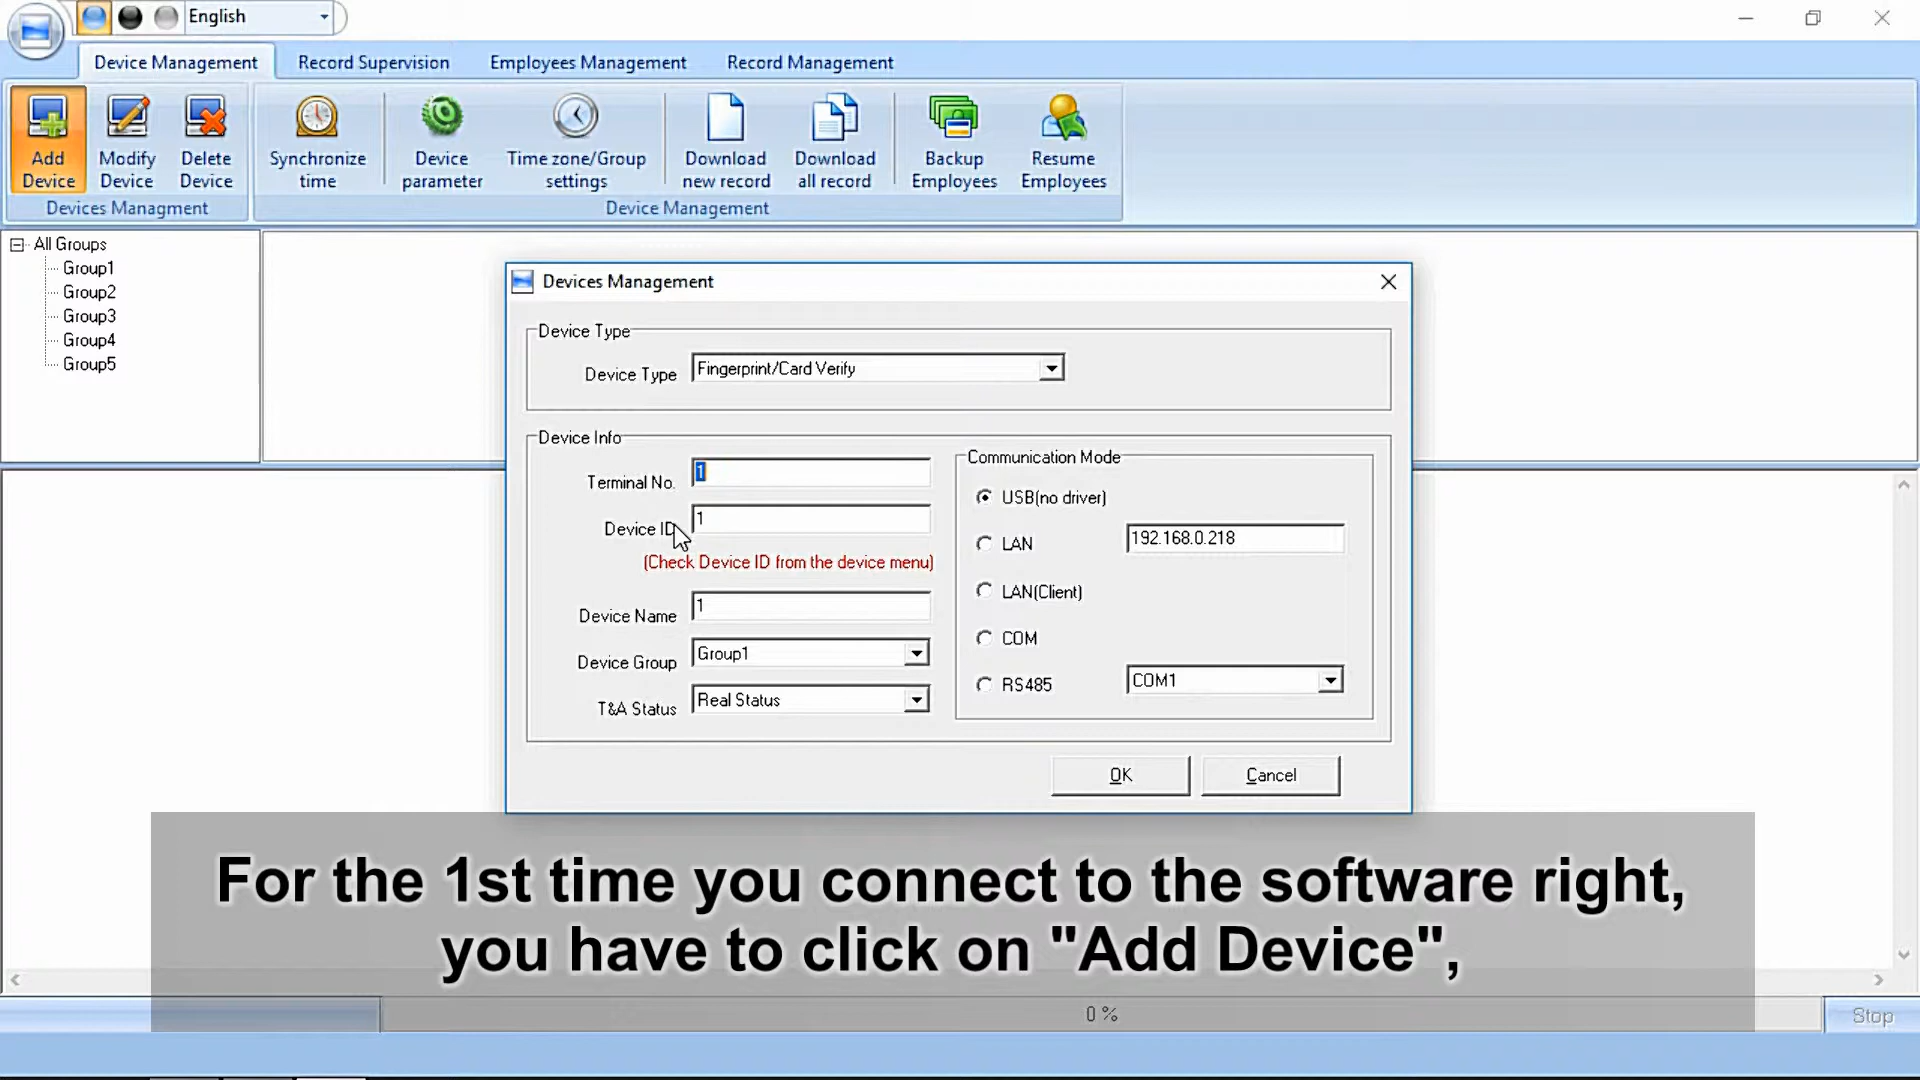 English
Device Management
Record Supervision
Employees Management
Record Management
Add
Device
Modify
Device
Delete
Device
Synchronize
time
Device
parameter
Time zone/Group
settings
Download
new record
Download
all record
Backup
Employees
Resume
Employees
Devices Managment
Device Management
All Groups
Group1
Group2
Group3
Group4
Group5
Devices Management
Device Type
Device Type
Fingerprint/Card Verify
Device Info
Terminal No.
1
Device ID
1
(Check Device ID from the device menu)
Device Name
1
Device Group
Group1
T&A Status
Real Status
Communication Mode
USB(no driver)
LAN
192.168.0.218
LAN(Client)
COM
RS485
COM1
OK
Cancel
For the 1st time you connect to the software right,
you have to click on "Add Device",
0 %
Stop